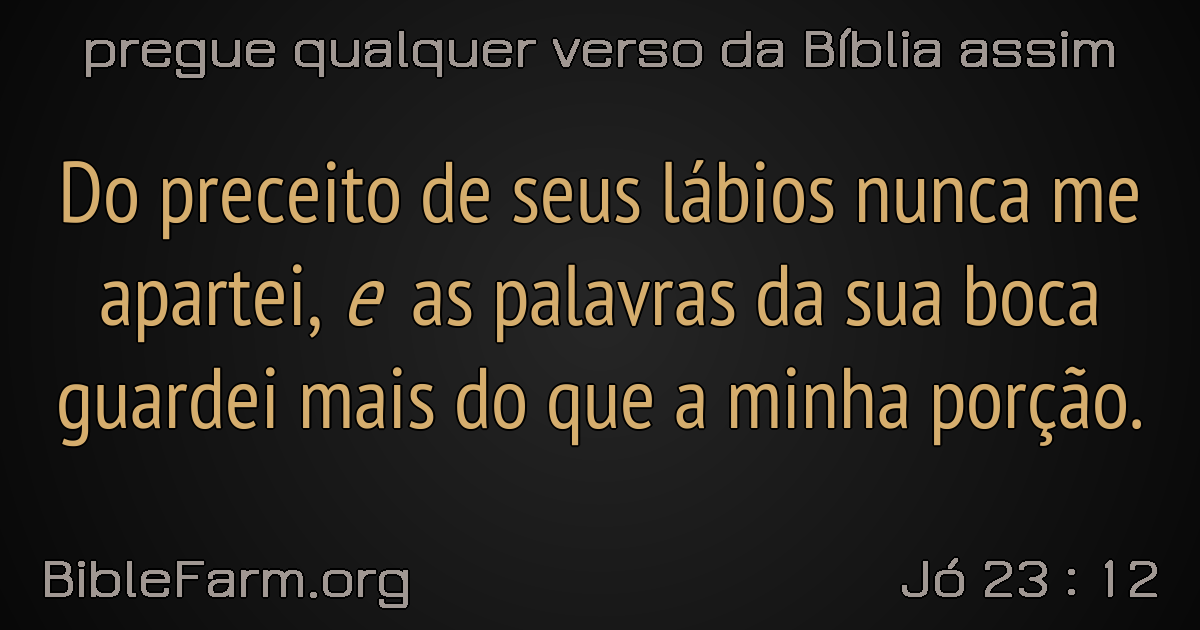 pregue qualquer verso da Bíblia assim
Do preceito de seus lábios nunca me
apartei, e as palavras da sua boca
guardei mais do que a minha porção.
BibleFarm.org
Jó 23 : 12